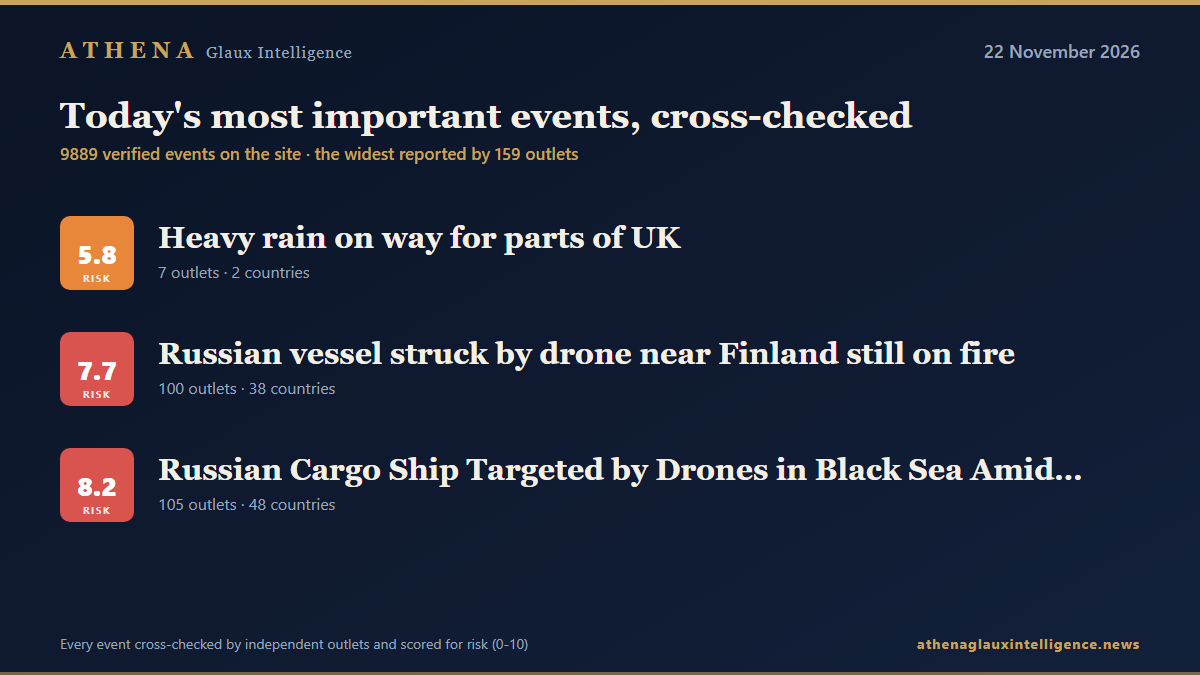 ATHENA Glaux Intelligence
22 November 2026
Today's most important events, cross-checked
9889 verified events on the site · the widest reported by 159 outlets
5.8
RISK
Heavy rain on way for parts of UK
7 outlets · 2 countries
7.7
RISK
Russian vessel struck by drone near Finland still on fire
100 outlets · 38 countries
8.2
RISK
Russian Cargo Ship Targeted by Drones in Black Sea Amid...
105 outlets · 48 countries
Every event cross-checked by independent outlets and scored for risk (0-10)
athenaglauxintelligence.news